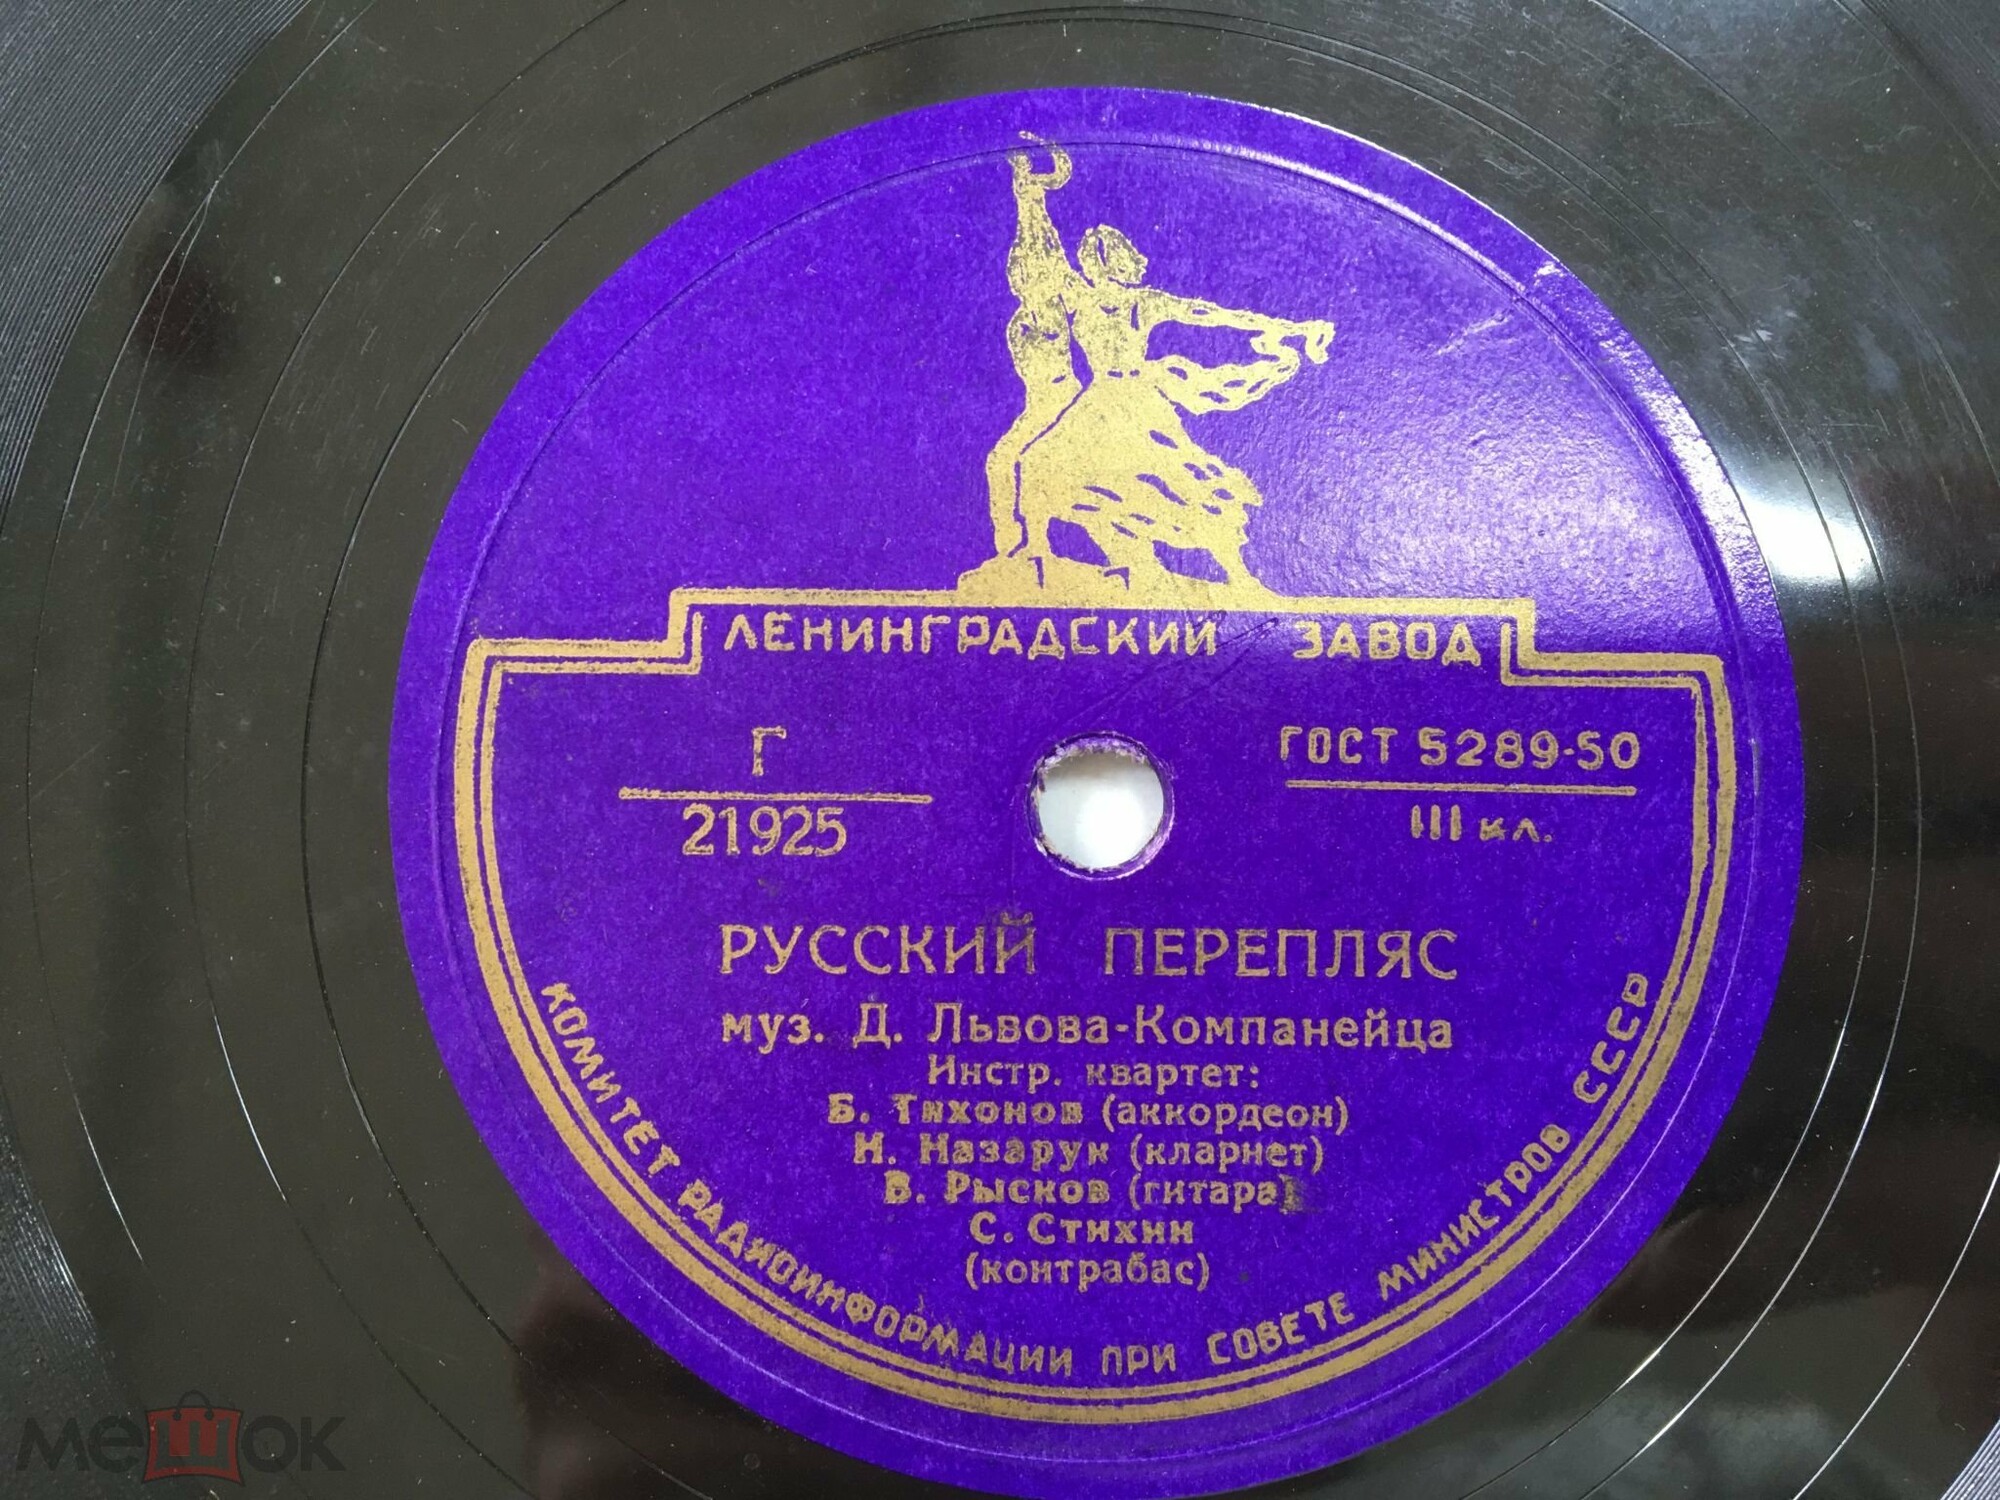 ЛЕНИНГРАДСКИЙ ЗАВОД
Г
21925
ГОСТ 5289-50
III кл.
РУССКИЙ ПЕРЕПЛЯС
муз. Д. Львова-Компанейца
Инстр. квартет:
Б. Тихонов (аккордеон)
Н. Назарук (кларнет)
В. Рысков (гитара)
С. Стихин
(контрабас)
КОМИТЕТ РАДИОИНФОРМАЦИИ ПРИ СОВЕТЕ МИНИСТРОВ СССР
мешок